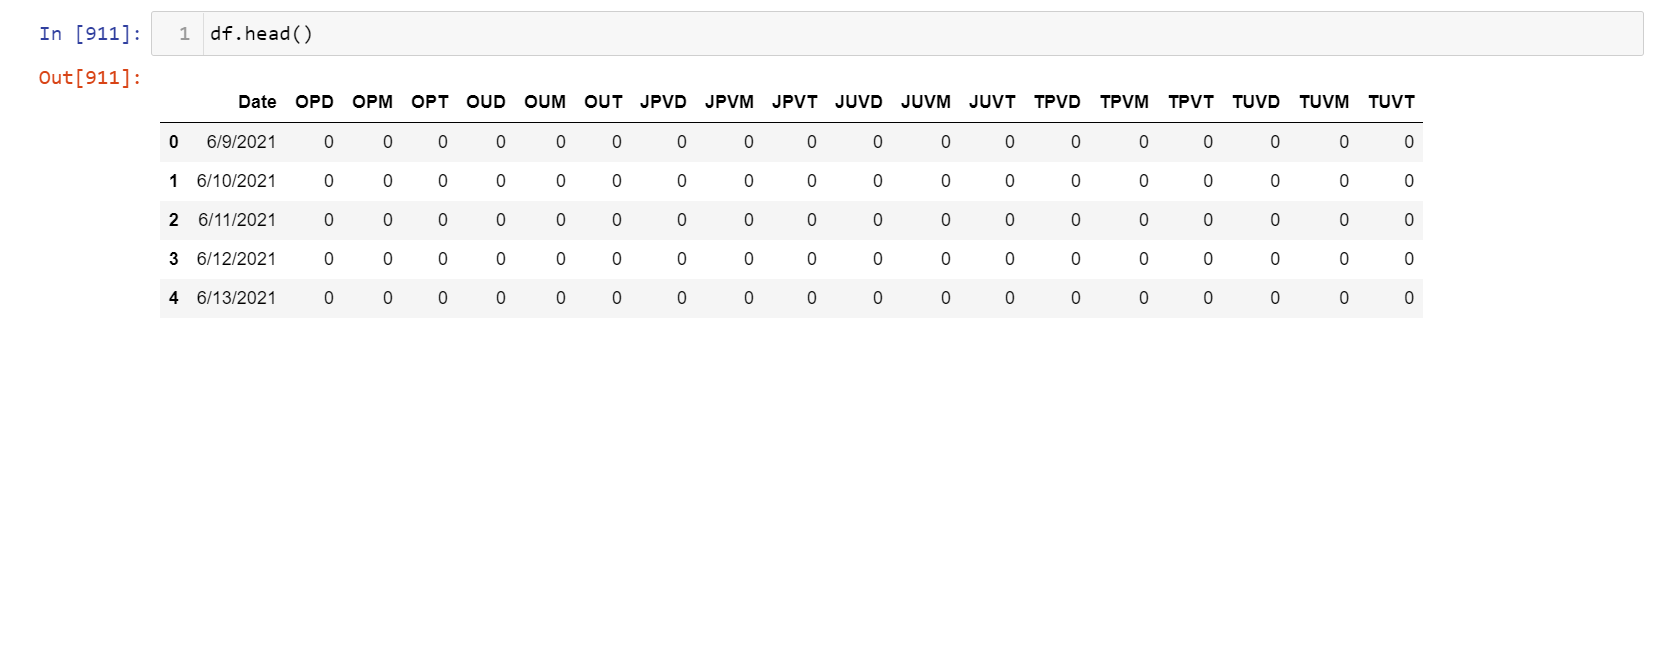 In [911]: 1 df.head()
Out[911]:
Date OPD OPM OPT OUD OUM OUT JPVD JPVM JPVT JUVD JUVM JUVT TPVD TPVM TPVT TUVD TUVM TUVT
0 6/9/2021 0 0 0 0 0 0 0 0 0 0 0 0 0 0 0 0 0 0
1 6/10/2021 0 0 0 0 0 0 0 0 0 0 0 0 0 0 0 0 0 0
2 6/11/2021 0 0 0 0 0 0 0 0 0 0 0 0 0 0 0 0 0 0
3 6/12/2021 0 0 0 0 0 0 0 0 0 0 0 0 0 0 0 0 0 0
4 6/13/2021 0 0 0 0 0 0 0 0 0 0 0 0 0 0 0 0 0 0